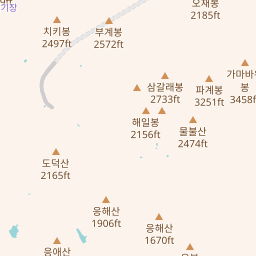 기장
오재봉
2185ft
치키봉
2497ft
부계봉
2572ft
가마바위
봉
3458ft
삼갈래봉
2733ft
파계봉
3251ft
해일봉
2156ft
물불산
2474ft
도덕산
2165ft
응해산
1906ft
응해산
1670ft
응애산